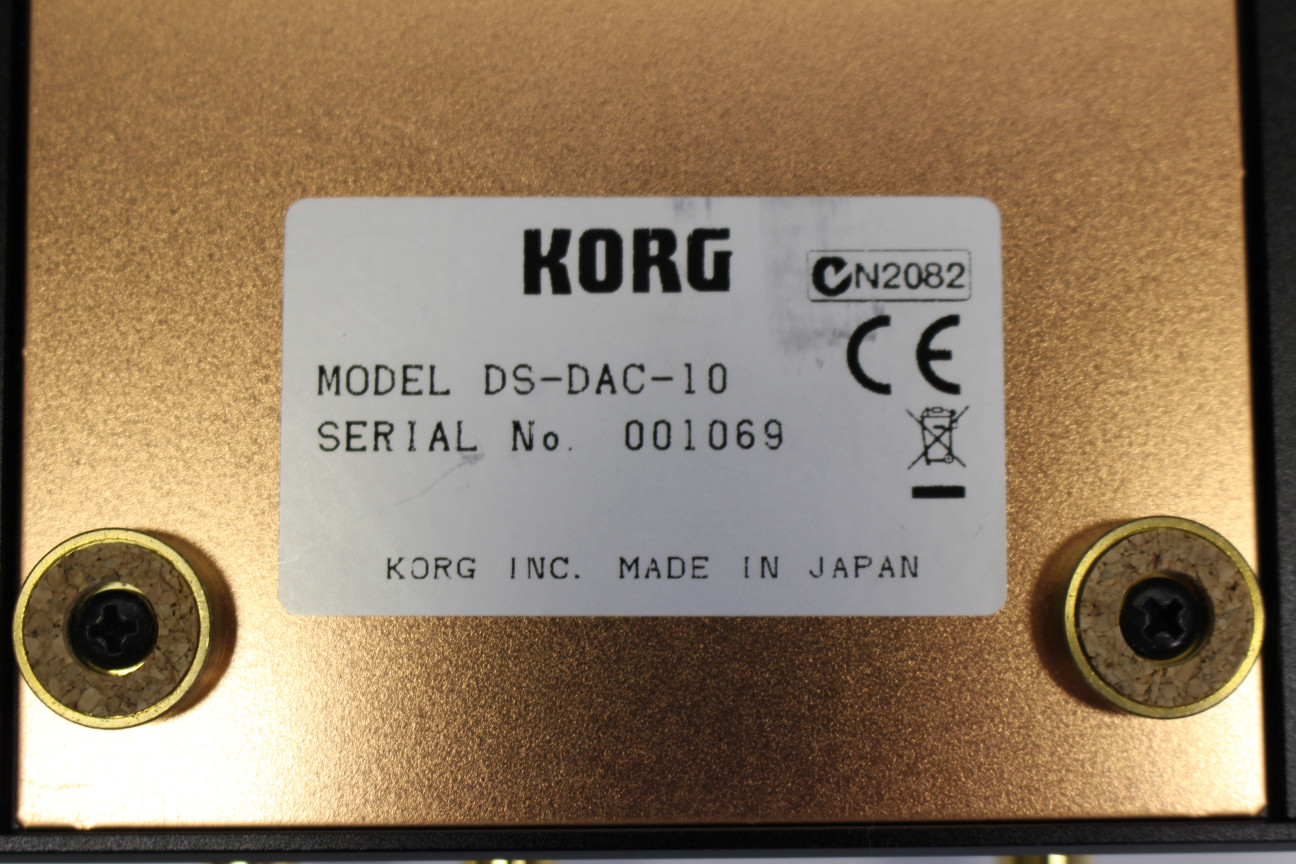 KORG
N2082
CE
MODEL DS-DAC-10
SERIAL No. 001069
KORG INC. MADE IN JAPAN